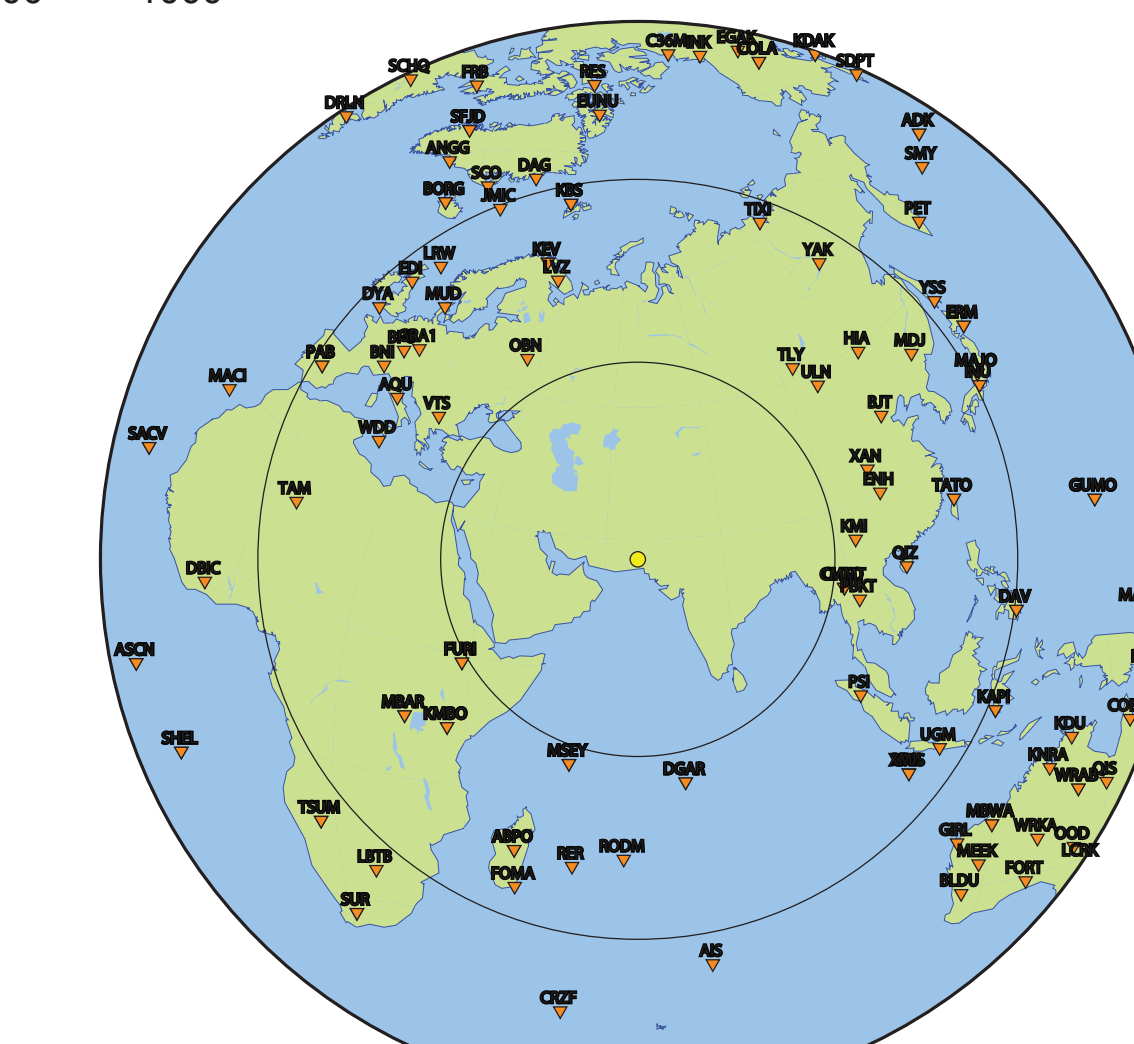 C36M
INK
EGAK
COLA
KDAK
SDPT
SCHQ
FRB
RES
EUNU
DRLN
SFJD
ADK
ANGG
SMY
DAG
SCO
BORG
JMIC
KBS
TIXI
PET
LRW
KEV
YAK
EDI
LVZ
DYA
MUD
YSS
ERM
GRA1
OBN
PAB
BNI
TLY
HIA
MDJ
MAJO
INU
ULN
MACI
AQU
VTS
BJT
SACV
WDD
XAN
ENH
TAM
TATO
GUMO
KMI
QIZ
DBIC
DAV
ASCN
FURI
PSI
KAPI
MBAR
KMBO
SHEL
MSEY
DGAR
UGM
KDU
KNRA
WRAB
QIS
TSUM
MBWA
ABPO
GIRL
WRKA
OOD
LCRK
LBTB
RER
RODM
MEEK
FOMA
FORT
BLDU
SUR
AIS
CRZF